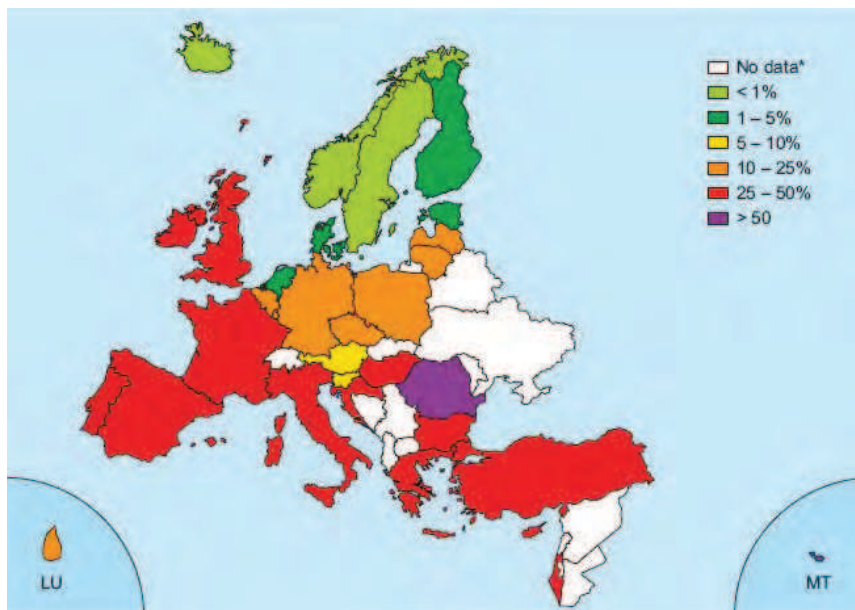 No data*
< 1%
1 – 5%
5 – 10%
10 – 25%
25 – 50%
> 50
LU
MT